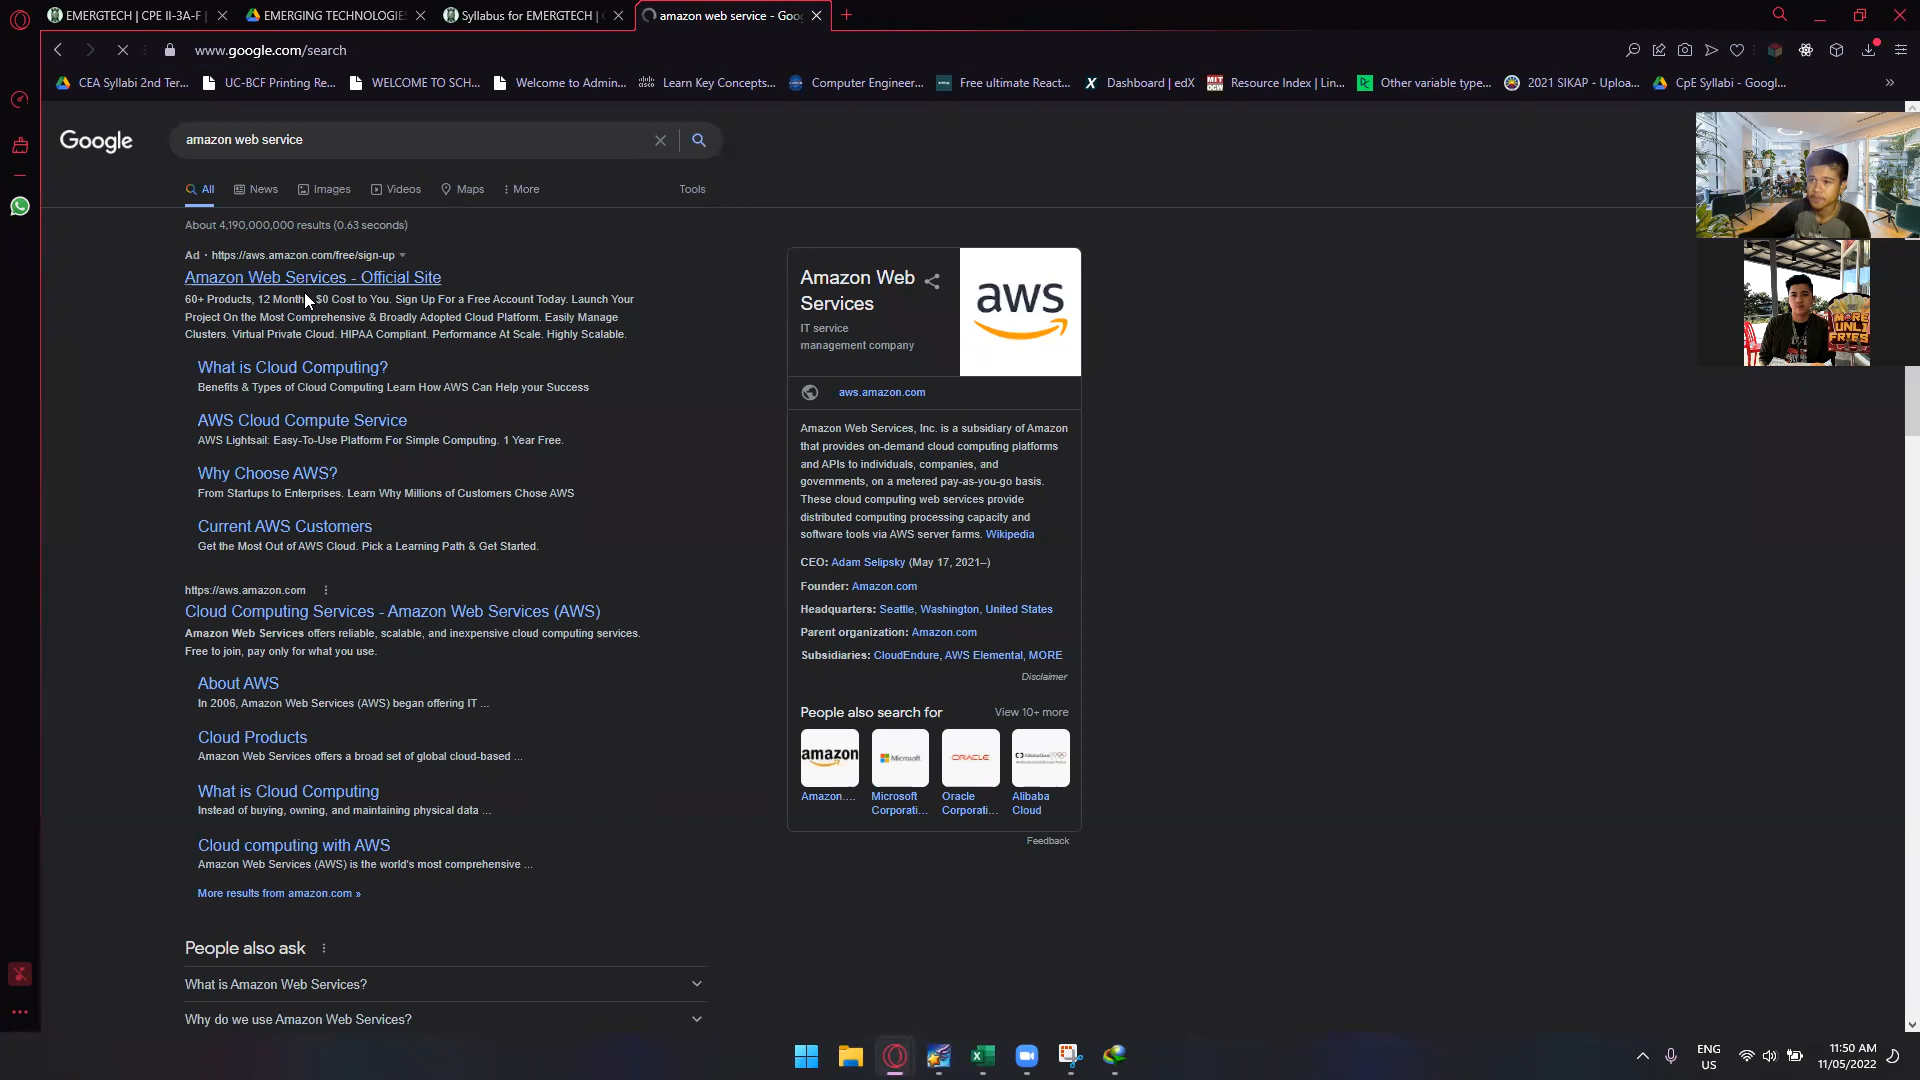 EMERGTECH | CPE II-3A-F |
EMERGING TECHNOLOGIES
Syllabus for EMERGTECH |
amazon web service - Goo
www.google.com/search
CEA Syllabi 2nd Ter...
UC-BCF Printing Re...
WELCOME TO SCH...
Welcome to Admin...
Learn Key Concepts...
Computer Engineer...
Free ultimate React...
Dashboard | edX
Resource Index | Lin...
Other variable type...
2021 SIKAP - Uploa...
CpE Syllabi - Googl...
Google
amazon web service
All
News
Images
Videos
Maps
More
Tools
About 4,190,000,000 results (0.63 seconds)
Ad · https://aws.amazon.com/free/sign-up
Amazon Web Services - Official Site
60+ Products, 12 Month $0 Cost to You. Sign Up For a Free Account Today. Launch Your
Project On the Most Comprehensive & Broadly Adopted Cloud Platform. Easily Manage
Clusters. Virtual Private Cloud. HIPAA Compliant. Performance At Scale. Highly Scalable.
What is Cloud Computing?
Benefits & Types of Cloud Computing Learn How AWS Can Help your Success
AWS Cloud Compute Service
AWS Lightsail: Easy-To-Use Platform For Simple Computing. 1 Year Free.
Why Choose AWS?
From Startups to Enterprises. Learn Why Millions of Customers Chose AWS
Current AWS Customers
Get the Most Out of AWS Cloud. Pick a Learning Path & Get Started.
https://aws.amazon.com
Cloud Computing Services - Amazon Web Services (AWS)
Amazon Web Services offers reliable, scalable, and inexpensive cloud computing services.
Free to join, pay only for what you use.
About AWS
In 2006, Amazon Web Services (AWS) began offering IT ...
Cloud Products
Amazon Web Services offers a broad set of global cloud-based ...
What is Cloud Computing
Instead of buying, owning, and maintaining physical data ...
Cloud computing with AWS
Amazon Web Services (AWS) is the world's most comprehensive ...
More results from amazon.com »
People also ask
What is Amazon Web Services?
Why do we use Amazon Web Services?
Amazon Web
Services
IT service
management company
aws
aws.amazon.com
Amazon Web Services, Inc. is a subsidiary of Amazon
that provides on-demand cloud computing platforms
and APIs to individuals, companies, and
governments, on a metered pay-as-you-go basis.
These cloud computing web services provide
distributed computing processing capacity and
software tools via AWS server farms. Wikipedia
CEO: Adam Selipsky (May 17, 2021–)
Founder: Amazon.com
Headquarters: Seattle, Washington, United States
Parent organization: Amazon.com
Subsidiaries: CloudEndure, AWS Elemental, MORE
Disclaimer
People also search for
View 10+ more
amazon
Microsoft
ORACLE
Amazon....
Microsoft
Corporati...
Oracle
Corporati...
Alibaba
Cloud
Feedback
MORE
UNLI
FRIES
ENG
US
11:50 AM
11/05/2022